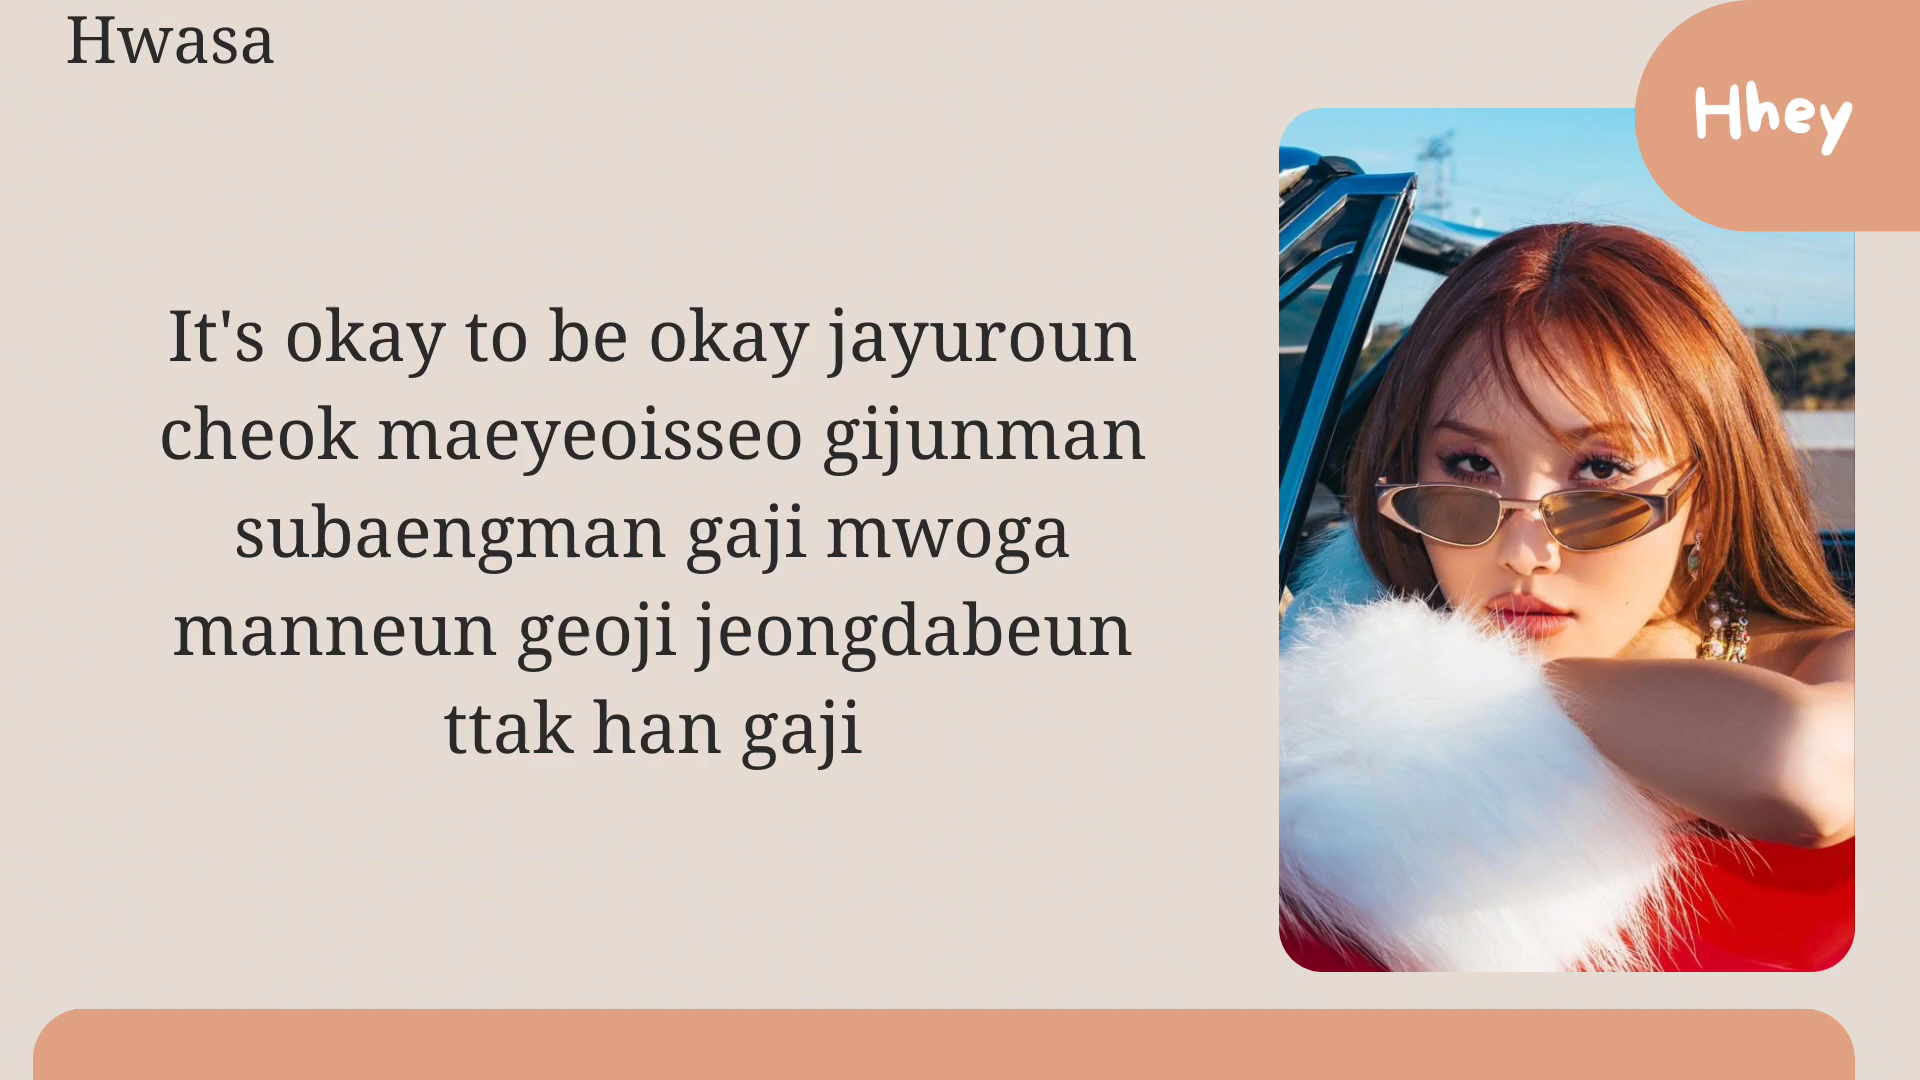 Hwasa
Hhey
It's okay to be okay jayuroun
cheok maeyeoisseo gijunman
subaengman gaji mwoga
manneun geoji jeongdabeun
ttak han gaji